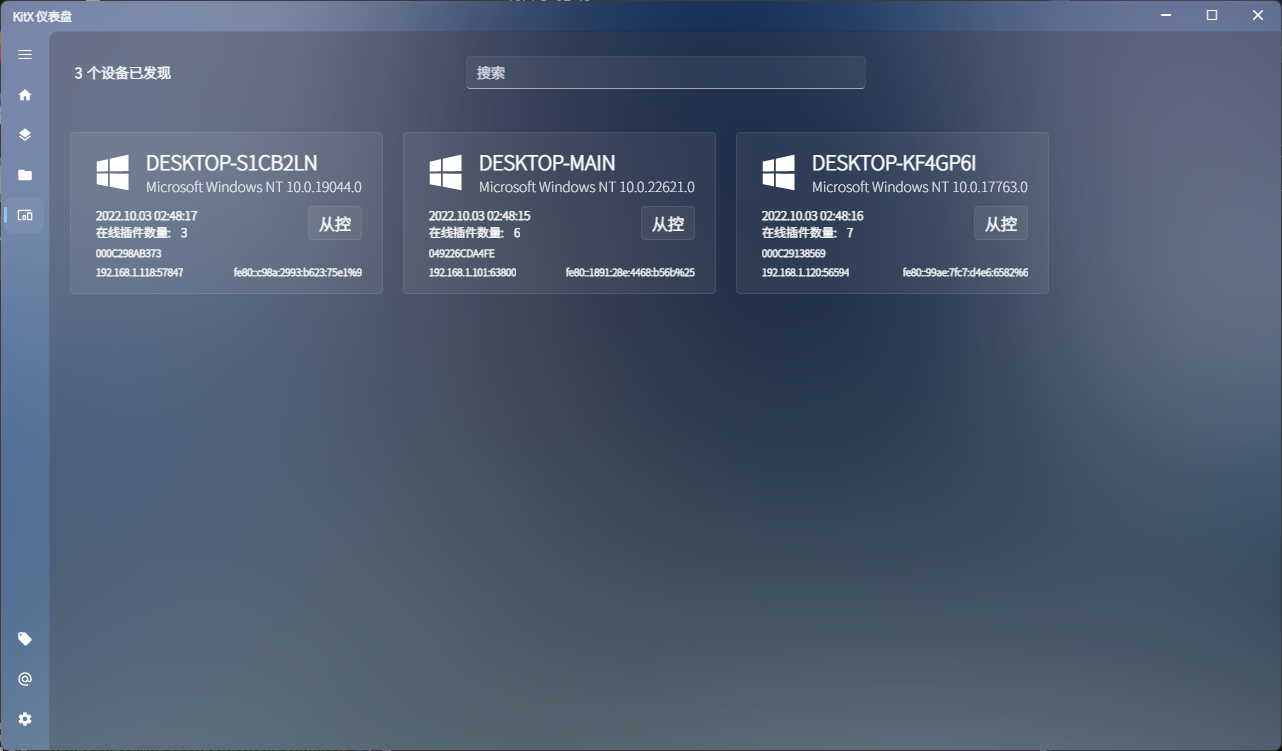 KitX 仪表盘
3 个设备已发现
搜索
DESKTOP-S1CB2LN
Microsoft Windows NT 10.0.19044.0
2022.10.03 02:48:17
在线插件数量: 3
从控
000C298AB373
192.168.1.118:57847 fe80::c98a:2993:b623:75e1%9
DESKTOP-MAIN
Microsoft Windows NT 10.0.22621.0
2022.10.03 02:48:15
在线插件数量: 6
从控
049226CDA4FE
192.168.1.101:63800 fe80::1891:28e:4468:b56b%25
DESKTOP-KF4GP6I
Microsoft Windows NT 10.0.17763.0
2022.10.03 02:48:16
在线插件数量: 7
从控
000C29138569
192.168.1.120:56594 fe80::99ae:7fc7:d4e6:6582%6